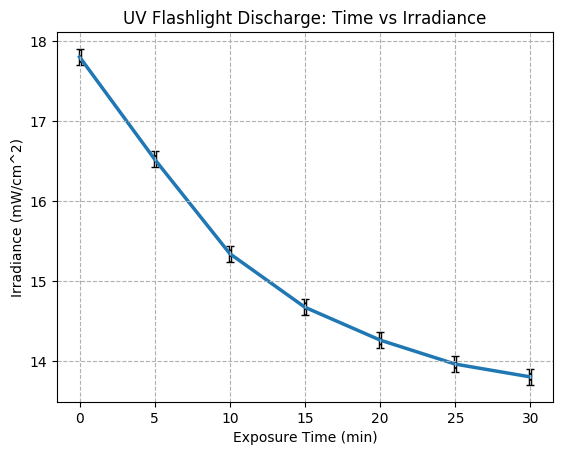 UV Flashlight Discharge: Time vs Irradiance
18
17
16
15
14
Irradiance (mW/cm^2)
0 5 10 15 20 25 30
Exposure Time (min)